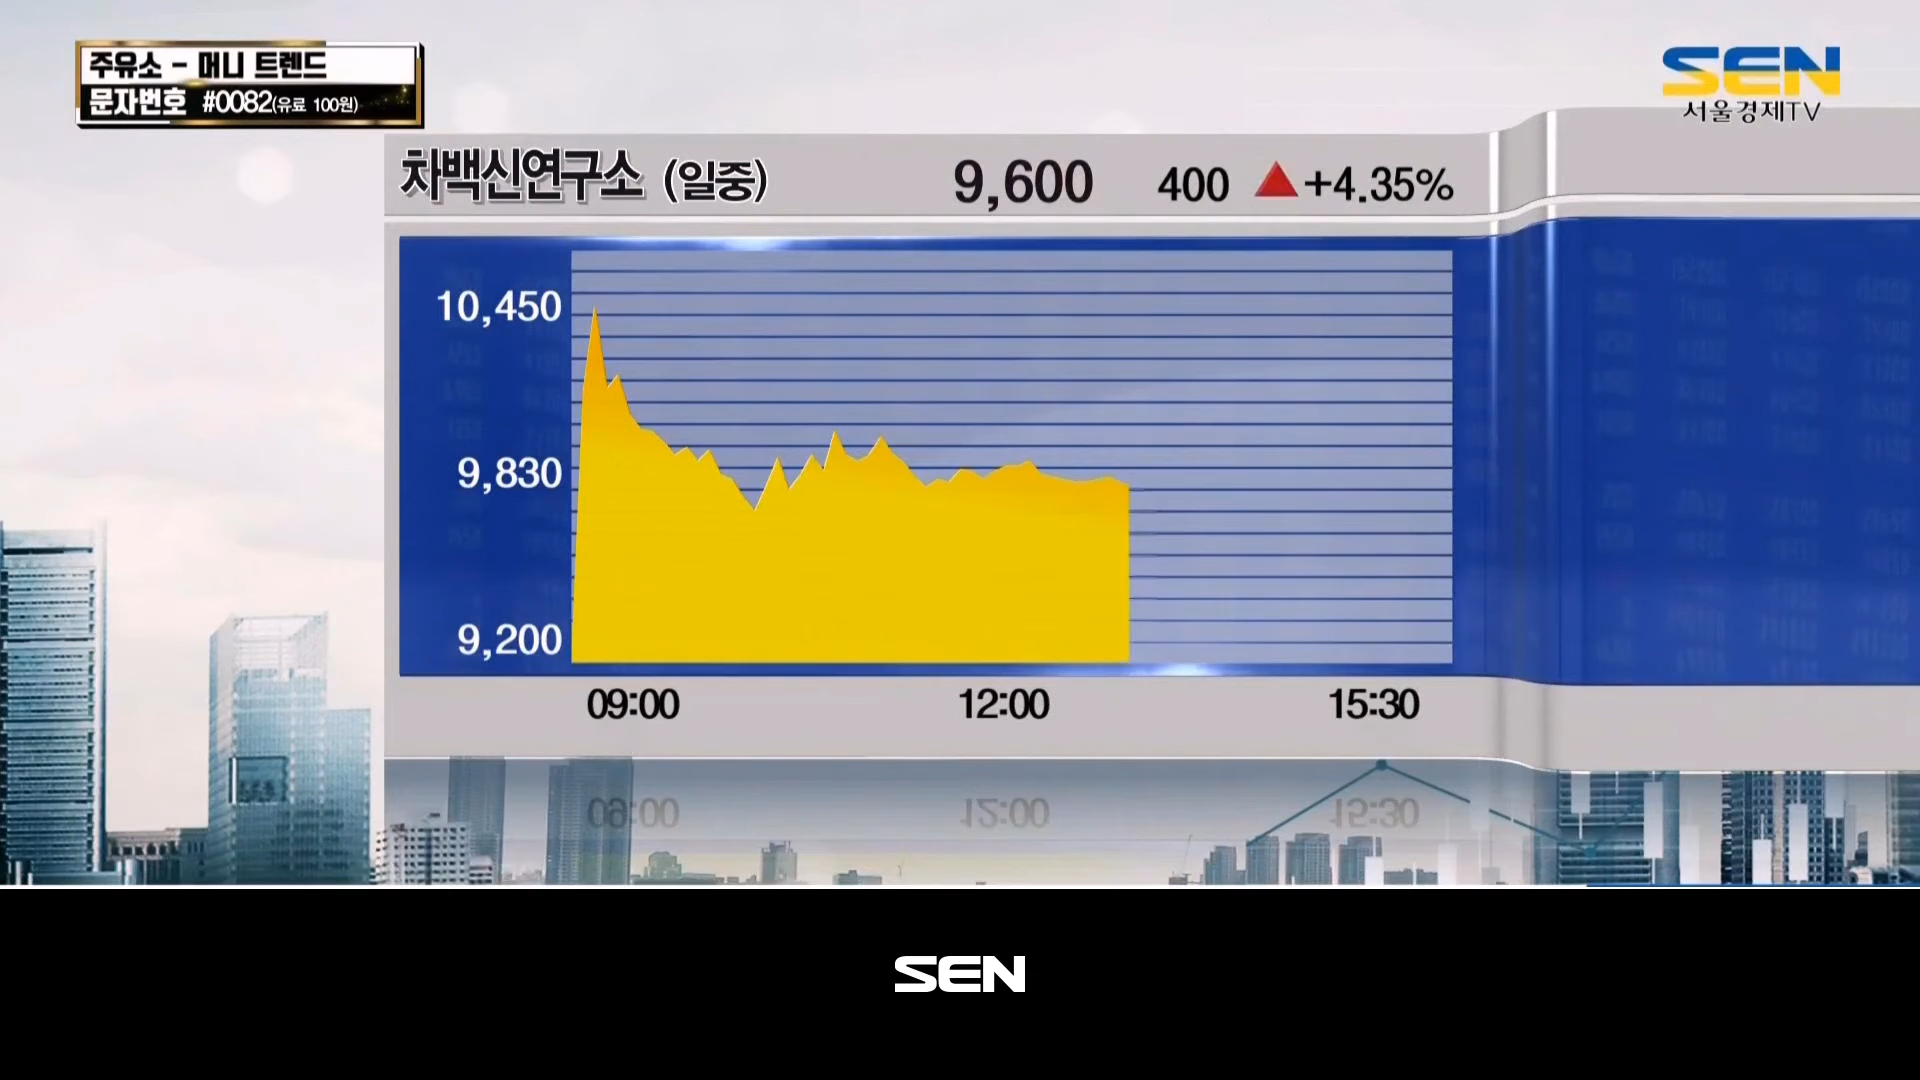 주유소 - 머니 트렌드
문자번호 #0082(유료 100원)
SEN
서울경제TV
차백신연구소 (일중) 9,600 400 ▲+4.35%
10,450
9,830
9,200
09:00 12:00 15:30
SEN